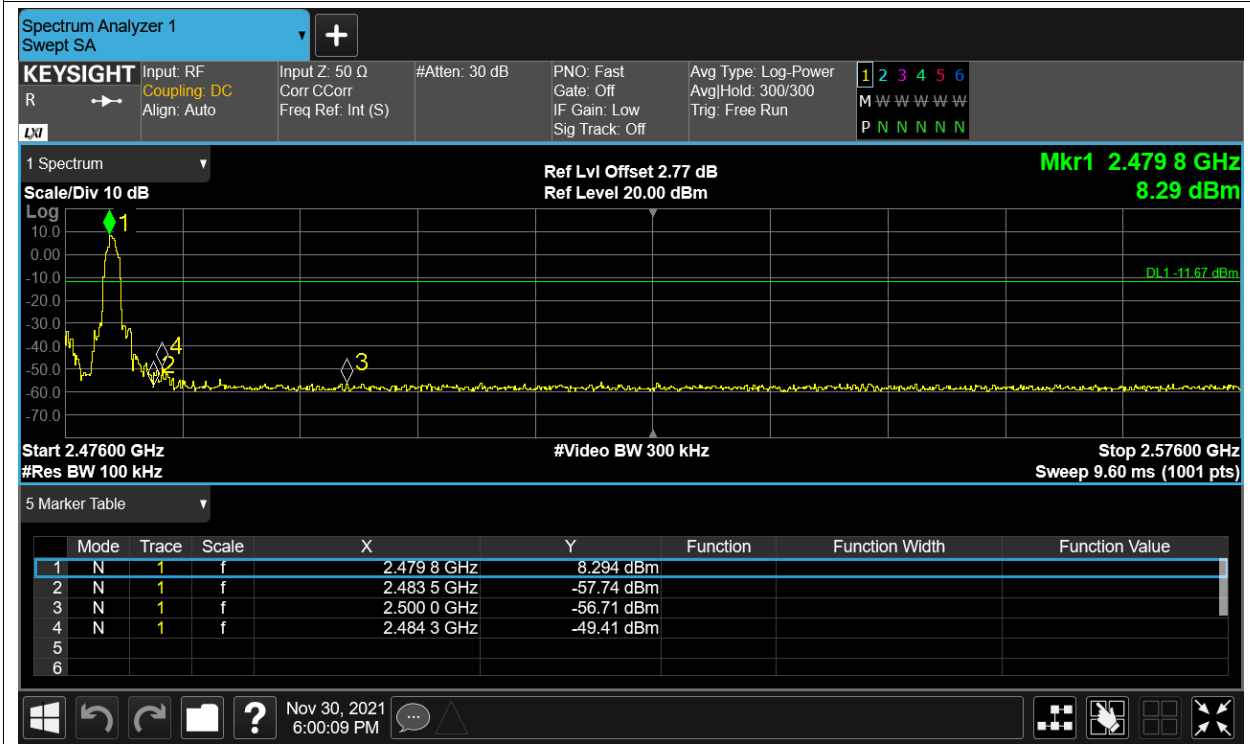 Spectrum Analyzer 1
Swept SA
KEYSIGHT Input: RF Input Z: 50 Ω #Atten: 30 dB PNO: Fast Avg Type: Log-Power 1 2 3 4 5 6
R Coupling: DC Corr CCorr Gate: Off Avg|Hold: 300/300 M W W W W W
Align: Auto Freq Ref: Int (S) IF Gain: Low Trig: Free Run
LXI Sig Track: Off P N N N N N
1 Spectrum Ref Lvl Offset 2.77 dB Mkr1 2.479 8 GHz
Scale/Div 10 dB Ref Level 20.00 dBm 8.29 dBm
Log
1
10.0
0.00
-10.0 DL1 -11.67 dBm
-20.0
-30.0
-40.0 4
-50.0 2 3
-60.0
-70.0
Start 2.47600 GHz #Video BW 300 kHz Stop 2.57600 GHz
#Res BW 100 kHz Sweep 9.60 ms (1001 pts)
5 Marker Table
Mode Trace Scale X Y Function Function Width Function Value
1 N 1 f 2.479 8 GHz 8.294 dBm
2 N 1 f 2.483 5 GHz -57.74 dBm
3 N 1 f 2.500 0 GHz -56.71 dBm
4 N 1 f 2.484 3 GHz -49.41 dBm
5
6
? Nov 30, 2021
6:00:09 PM